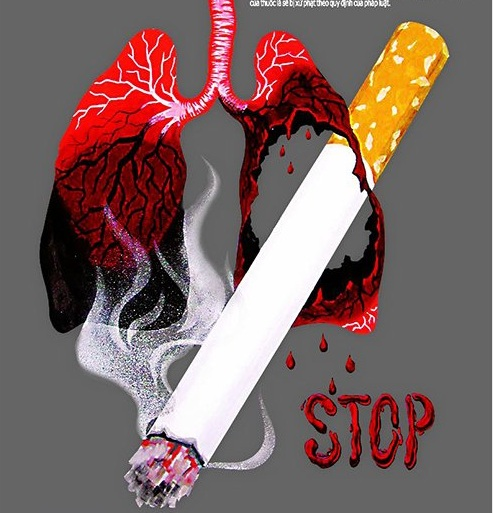 của thuốc lá sẽ bị xử phạt theo quy định của pháp luật.
STOP